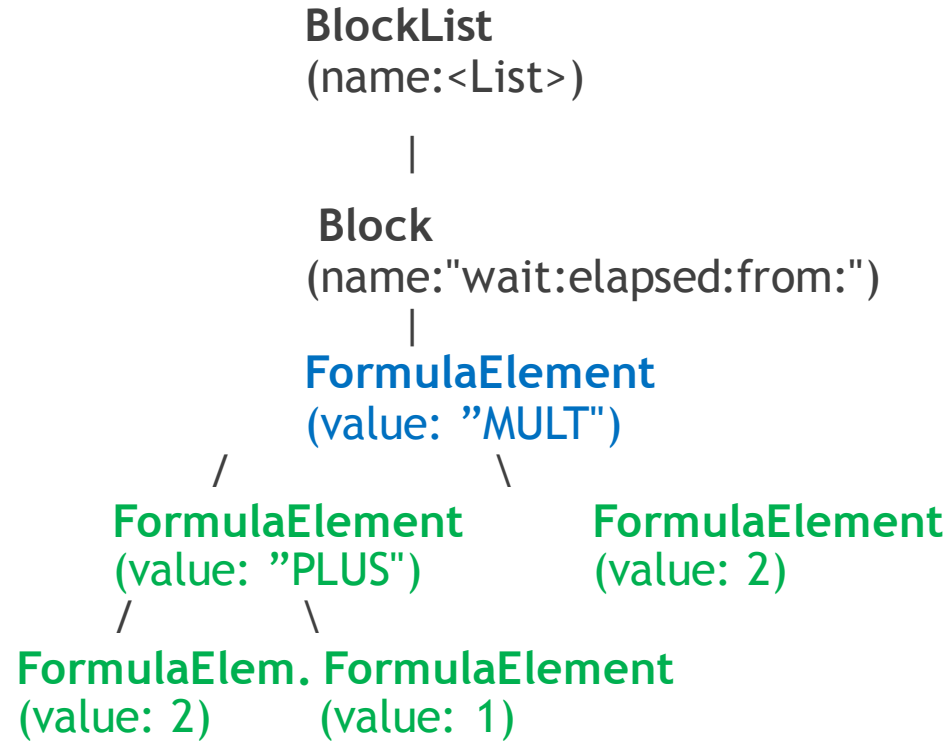 BlockList
(name:<List>)
|
Block
(name:"wait:elapsed:from:")
|
FormulaElement
(value: ”MULT")
/ \
FormulaElement FormulaElement
(value: ”PLUS") (value: 2)
/ \
FormulaElem. FormulaElement
(value: 2) (value: 1)